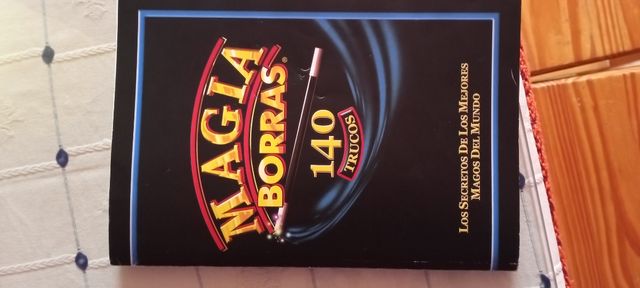 MAGIA
BORRAS®
140
TRUCOS!
LOS SECRETOS DE LOS MEJORES
MAGOS DEL MUNDO